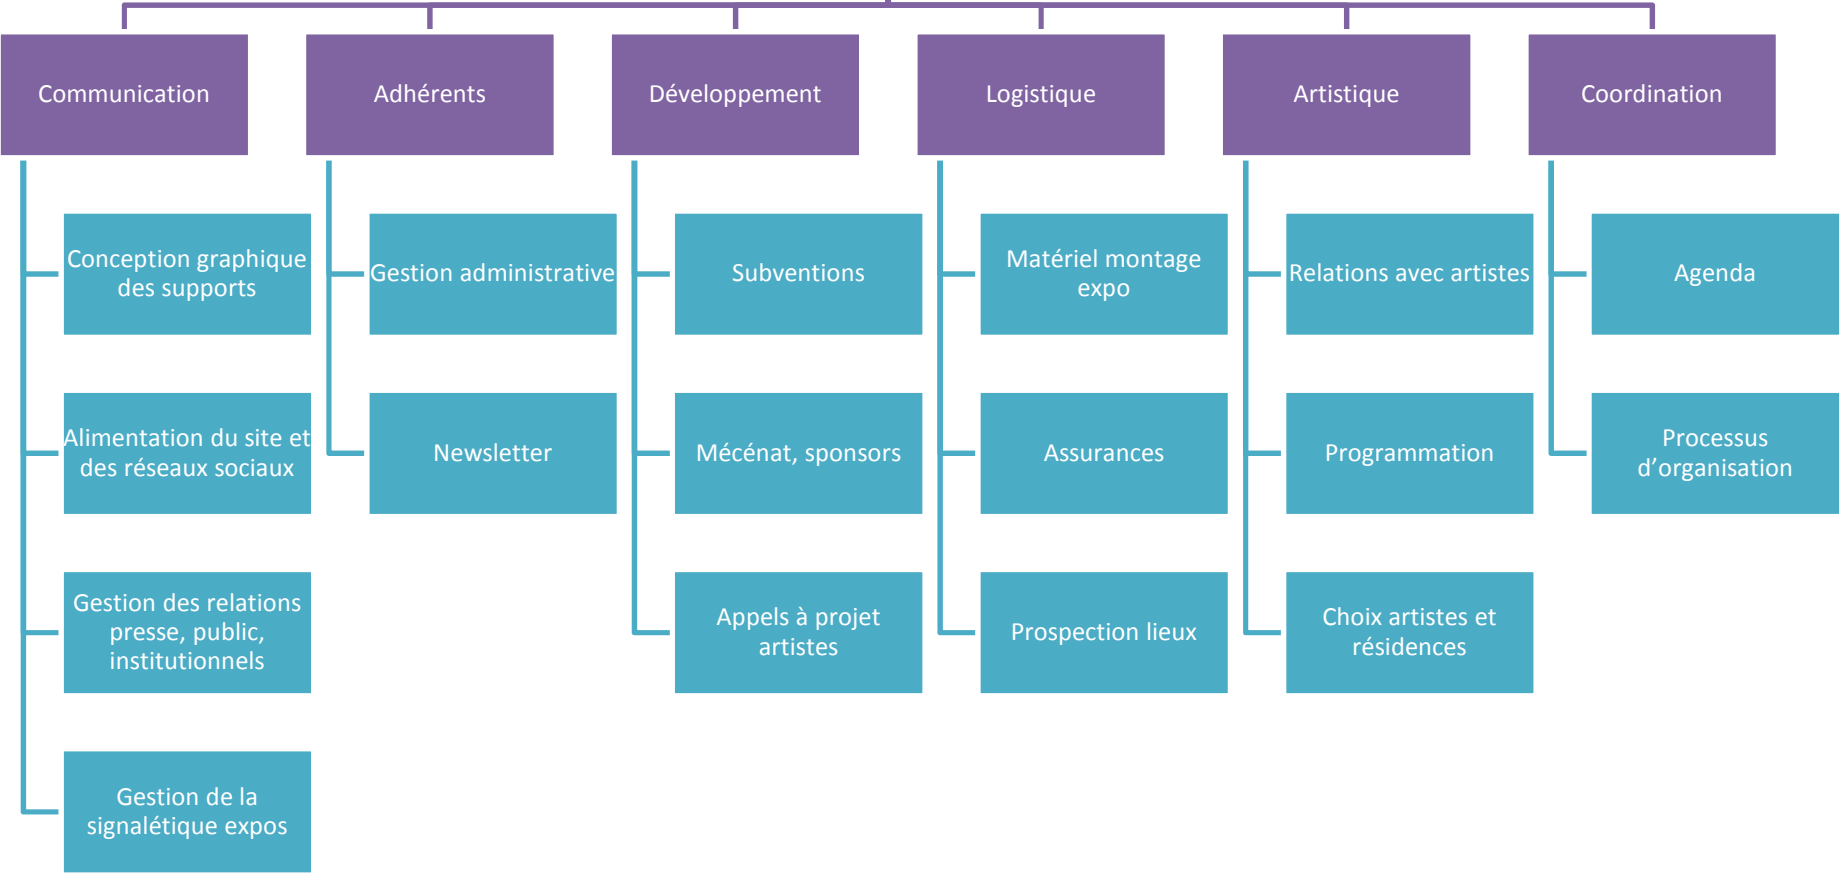 Communication
Adhérents
Développement
Logistique
Artistique
Coordination
Conception graphique
des supports
Alimentation du site et
des réseaux sociaux
Gestion des relations
presse, public,
institutionnels
Gestion de la
signalétique expos
Gestion administrative
Newsletter
Subventions
Mécénat, sponsors
Appels à projet
artistes
Matériel montage
expo
Assurances
Prospection lieux
Relations avec artistes
Programmation
Choix artistes et
résidences
Agenda
Processus
d’organisation